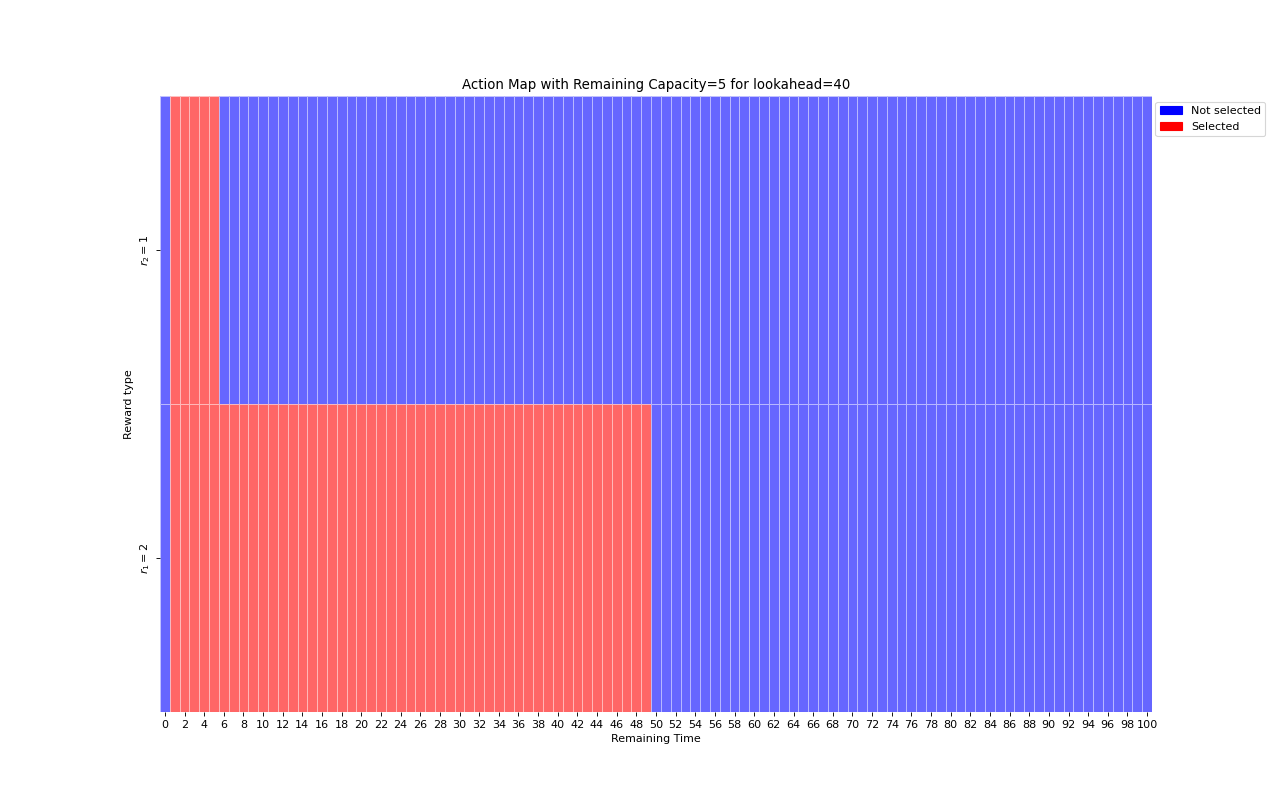 Action Map with Remaining Capacity=5 for lookahead=40
Not selected
Selected
r₂ = 1
Reward type
r₁ = 2
0 2 4 6 8 10 12 14 16 18 20 22 24 26 28 30 32 34 36 38 40 42 44 46 48 50 52 54 56 58 60 62 64 66 68 70 72 74 76 78 80 82 84 86 88 90 92 94 96 98 100
Remaining Time